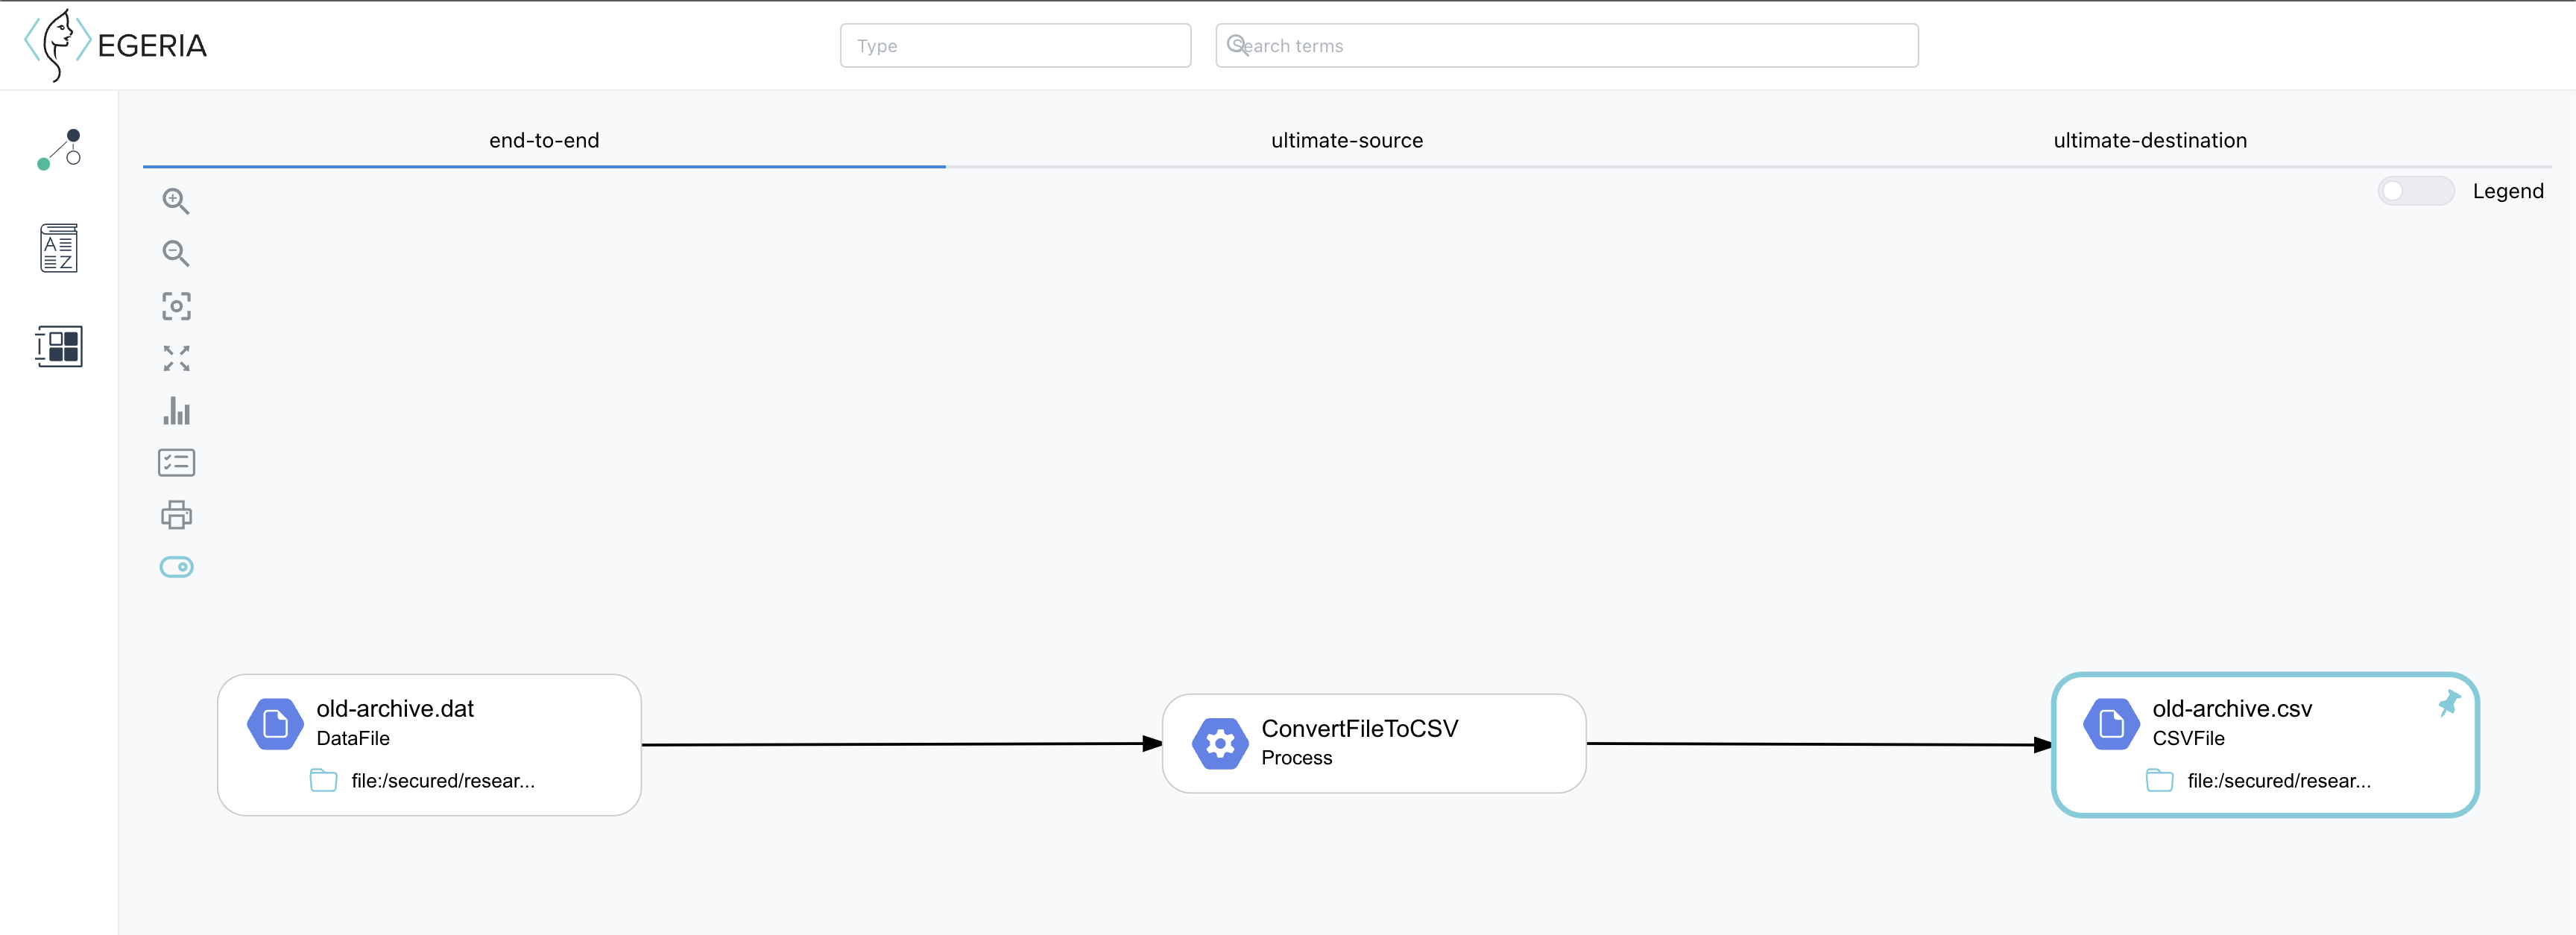 EGERIA
Type
Search terms
end-to-end
ultimate-source
ultimate-destination
Legend
A
Z
old-archive.dat
DataFile
file:/secured/resear...
ConvertFileToCSV
Process
old-archive.csv
CSVFile
file:/secured/resear...